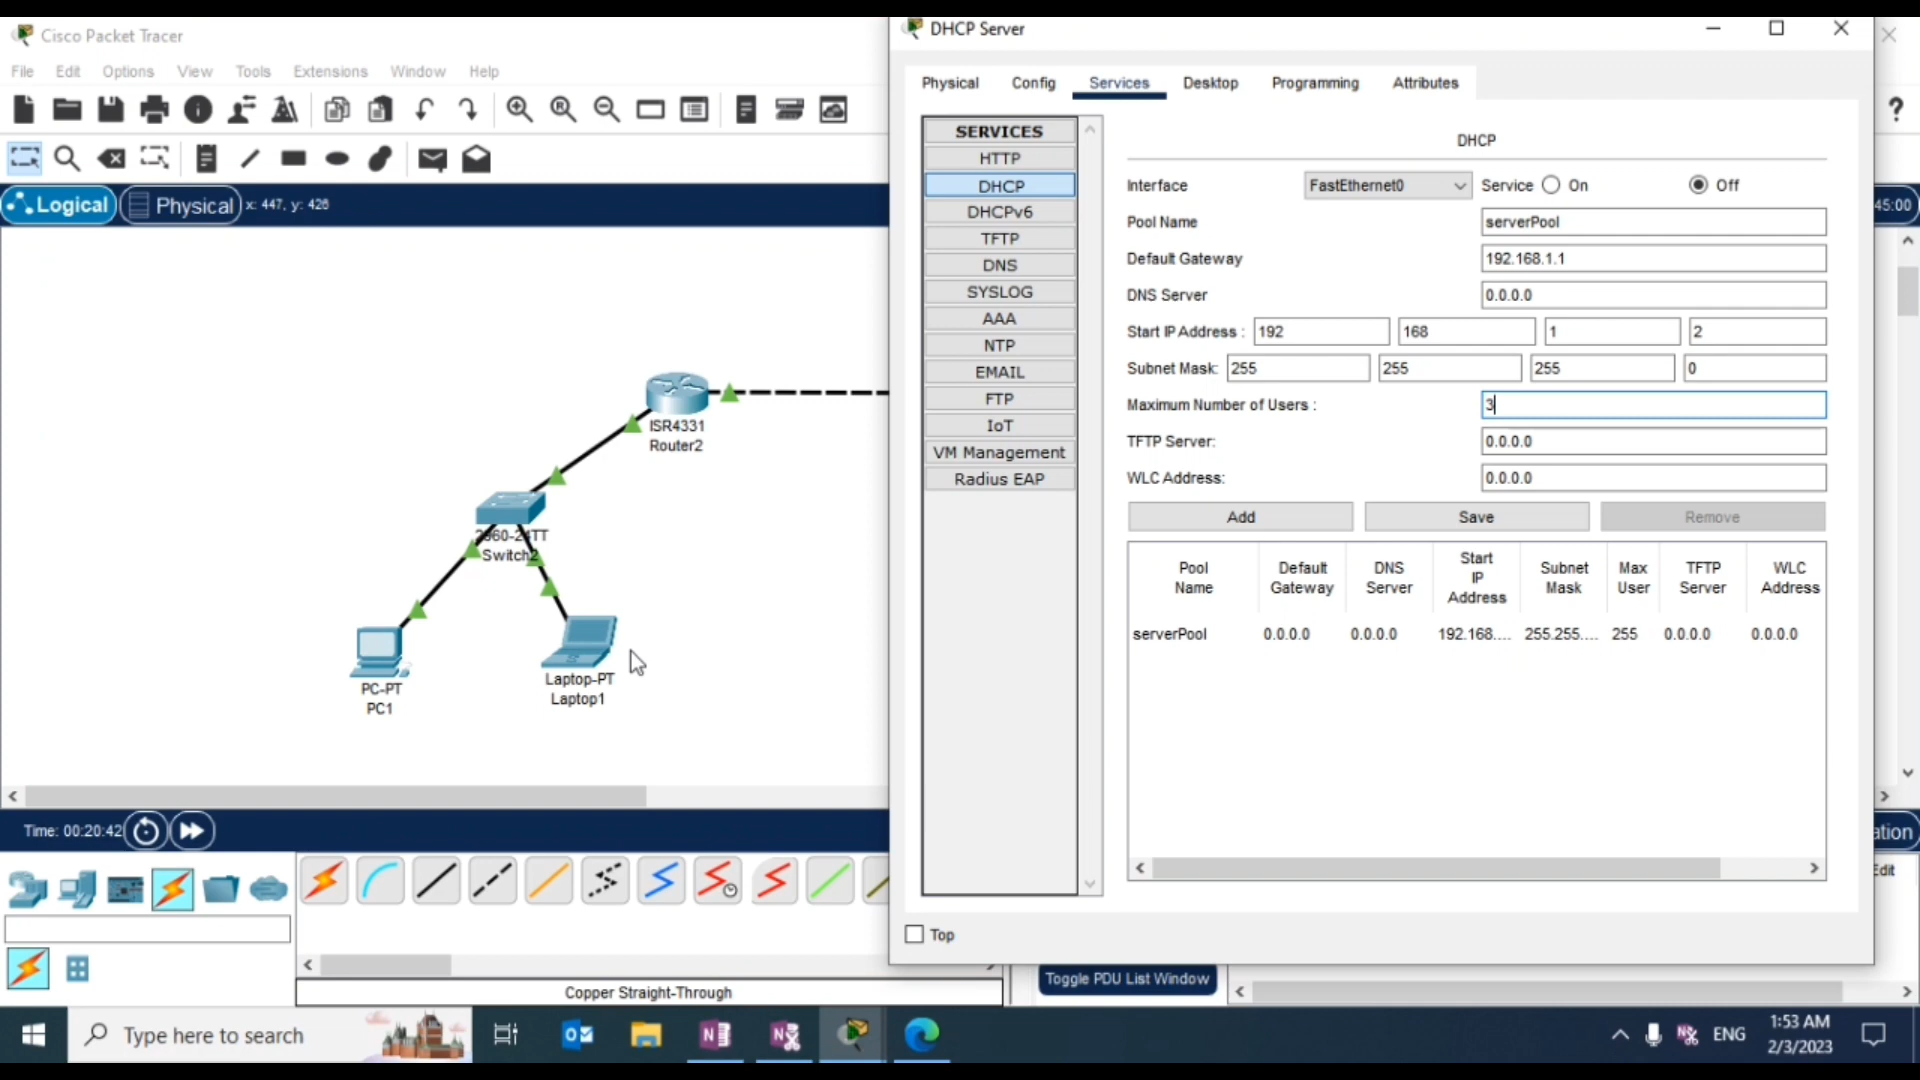 Cisco Packet Tracer
File Edit Options View Tools Extensions Window Help
Logical Physical x: 447, y: 426
45:00
ISR4331
Router2
2960-24TT
Switch2
PC-PT
PC1
Laptop-PT
Laptop1
Time: 00:20:42
ation
Edit
Copper Straight-Through
Toggle PDU List Window
DHCP Server
Physical Config Services Desktop Programming Attributes
SERVICES
HTTP
DHCP
DHCPv6
TFTP
DNS
SYSLOG
AAA
NTP
EMAIL
FTP
IoT
VM Management
Radius EAP
DHCP
Interface FastEthernet0 Service On Off
Pool Name serverPool
Default Gateway 192.168.1.1
DNS Server 0.0.0.0
Start IP Address : 192 168 1 2
Subnet Mask: 255 255 255 0
Maximum Number of Users : 3
TFTP Server: 0.0.0.0
WLC Address: 0.0.0.0
Add Save Remove
Pool Name Default Gateway DNS Server Start IP Address Subnet Mask Max User TFTP Server WLC Address
serverPool 0.0.0.0 0.0.0.0 192.168.... 255.255.... 255 0.0.0.0 0.0.0.0
Top
Type here to search
ENG
1:53 AM
2/3/2023